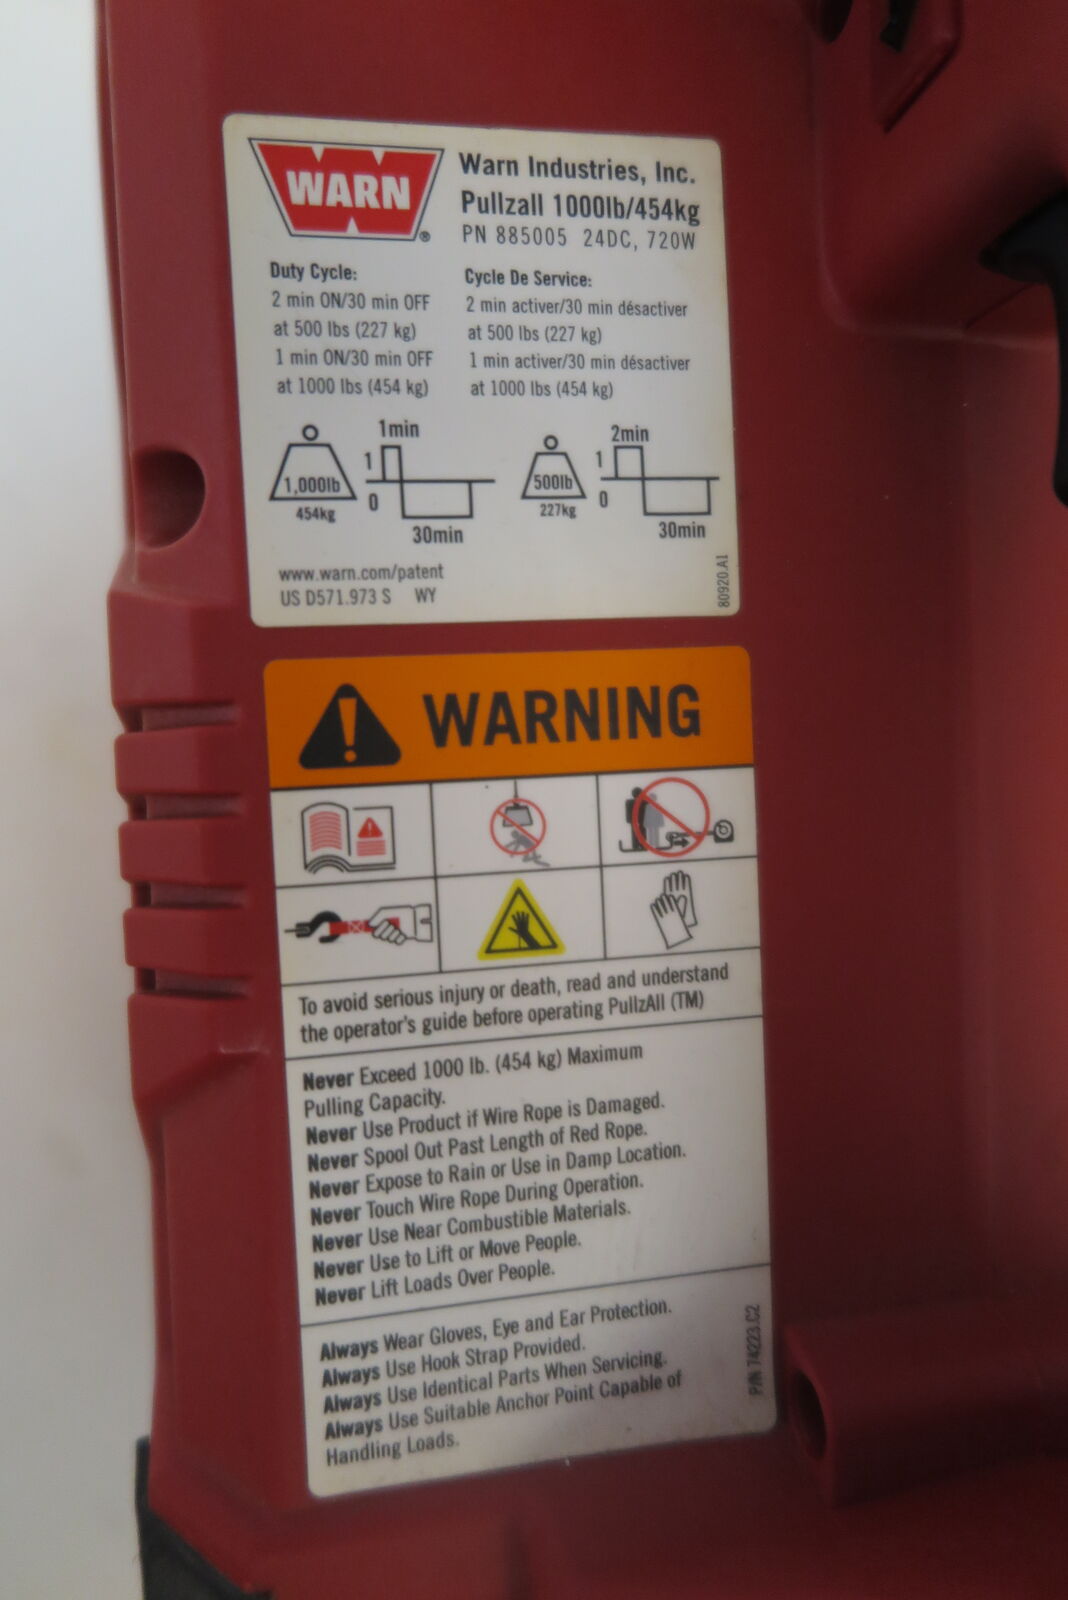 WARN
®
Warn Industries, Inc.
Pullzall 1000lb/454kg
PN 885005 24DC, 720W
Duty Cycle:
2 min ON/30 min OFF
at 500 lbs (227 kg)
1 min ON/30 min OFF
at 1000 lbs (454 kg)
Cycle De Service:
2 min activer/30 min désactiver
at 500 lbs (227 kg)
1 min activer/30 min désactiver
at 1000 lbs (454 kg)
1,000lb
454kg
1min
1
0
30min
500lb
227kg
2min
1
0
30min
www.warn.com/patent
US D571.973 S WY
80920.A1
WARNING
To avoid serious injury or death, read and understand
the operator's guide before operating PullzAll (TM)
Never Exceed 1000 lb. (454 kg) Maximum
Pulling Capacity.
Never Use Product if Wire Rope is Damaged.
Never Spool Out Past Length of Red Rope.
Never Expose to Rain or Use in Damp Location.
Never Touch Wire Rope During Operation.
Never Use Near Combustible Materials.
Never Use to Lift or Move People.
Never Lift Loads Over People.
Always Wear Gloves, Eye and Ear Protection.
Always Use Hook Strap Provided.
Always Use Identical Parts When Servicing.
Always Use Suitable Anchor Point Capable of
Handling Loads.
P/N 74223.C2